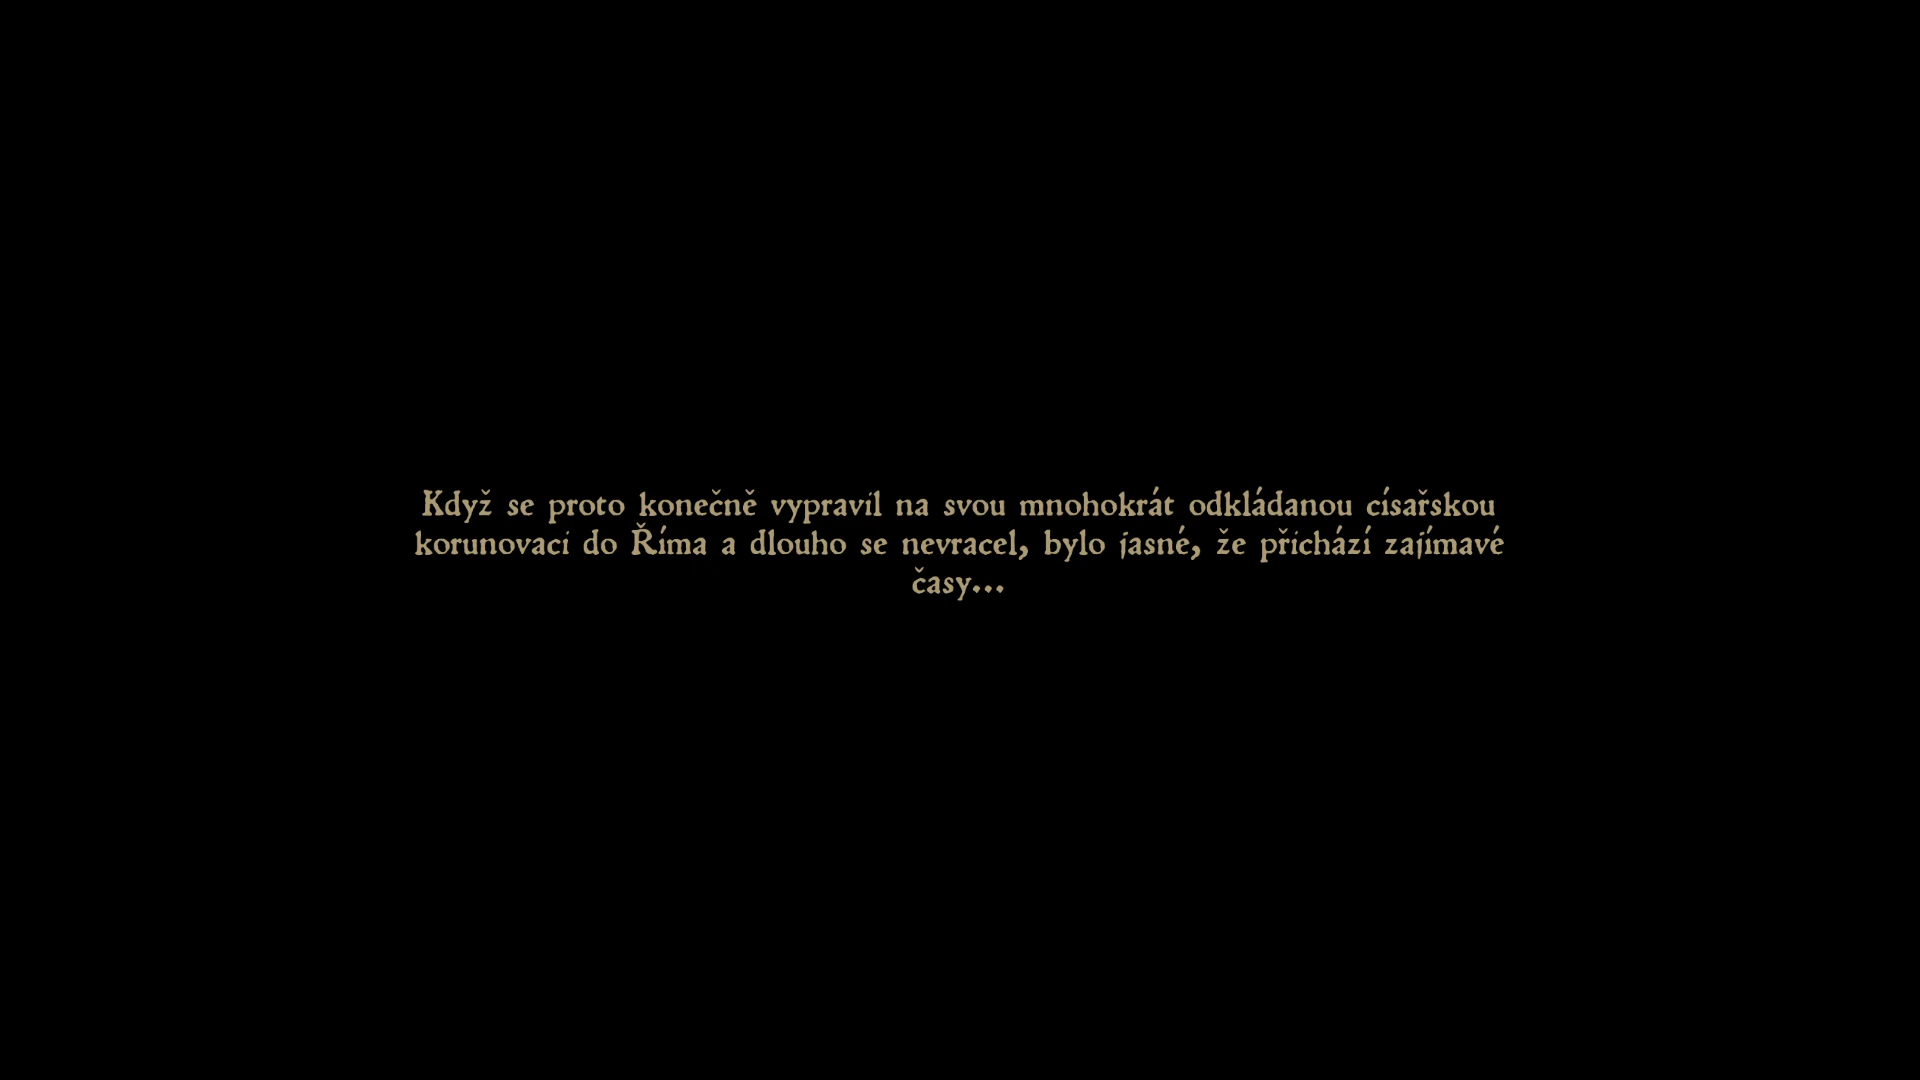 Když se proto konečně vypravil na svou mnohokrát odkládanou císařskou
korunovaci do Říma a dlouho se nevracel, bylo jasné, že přichází zajímavé
časy...